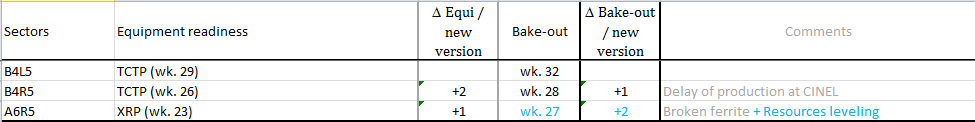 Sectors Equipment readiness Δ Equi / new version Bake-out Δ Bake-out / new version Comments
B4L5 TCTP (wk. 29) wk. 32
B4R5 TCTP (wk. 26) +2 wk. 28 +1 Delay of production at CINEL
A6R5 XRP (wk. 23) +1 wk. 27 +2 Broken ferrite + Resources leveling